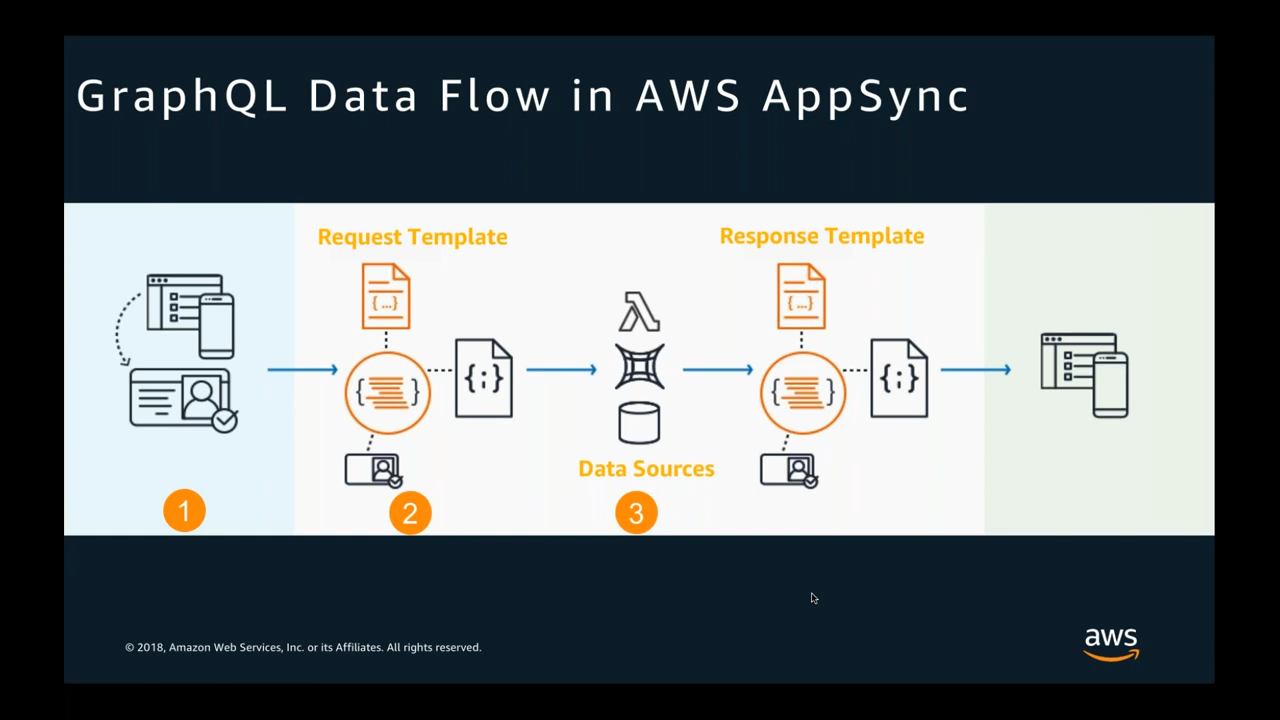 GraphQL Data Flow in AWS AppSync
Request Template
Response Template
{...}
{...}
{ }
{;}
{ }
{;}
Data Sources
1
2
3
© 2018, Amazon Web Services, Inc. or its Affiliates. All rights reserved.
aws